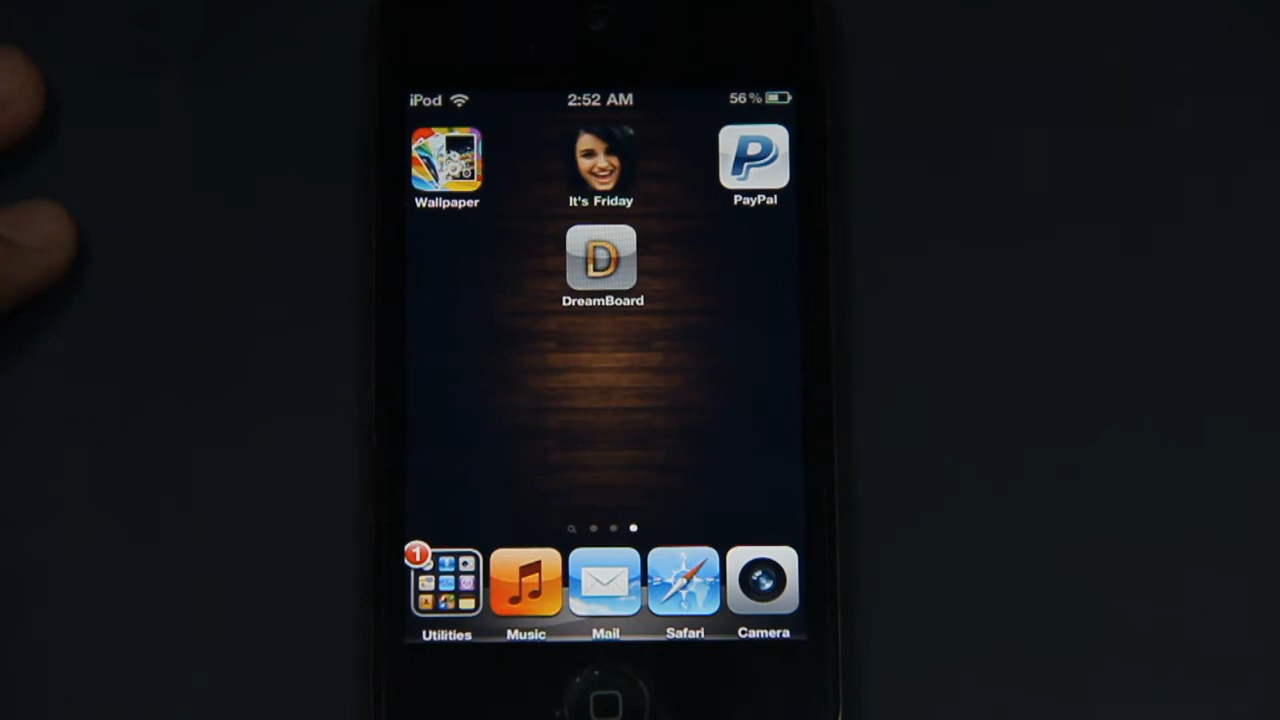 iPod 2:52 AM 56%
Wallpaper It's Friday PayPal
D
DreamBoard
1
Utilities Music Mail Safari Camera